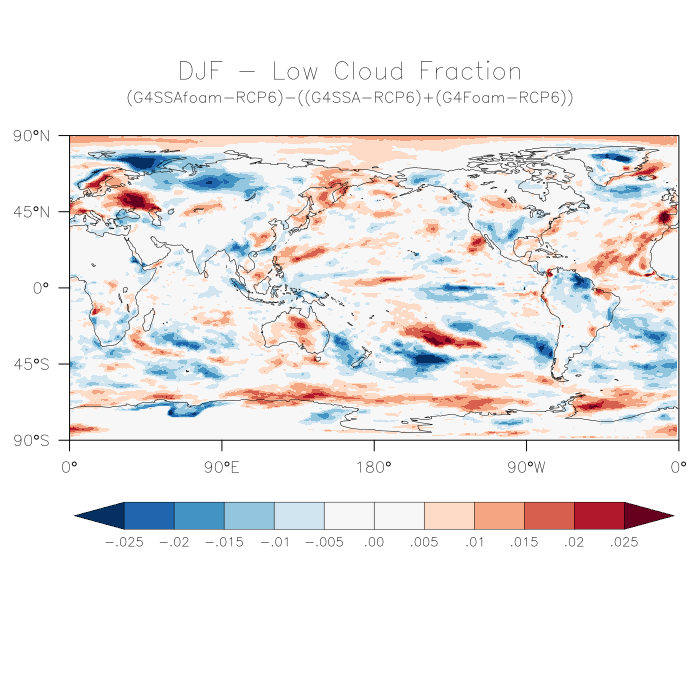 DJF – Low Cloud Fraction
(G4SSAfoam–RCP6)–((G4SSA–RCP6)+(G4Foam–RCP6))
90°N
45°N
0°
45°S
90°S
0° 90°E 180° 90°W 0°
–.025 –.02 –.015 –.01 –.005 .00 .005 .01 .015 .02 .025